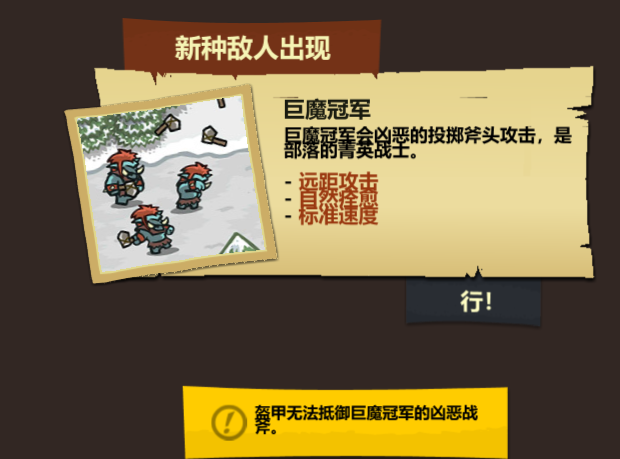 新种敌人出现
巨魔冠军
巨魔冠军会凶恶的投掷斧头攻击，是
部落的菁英战士。
- 远距攻击
- 自然痊愈
- 标准速度
行！
盔甲无法抵御巨魔冠军的凶恶战
斧。